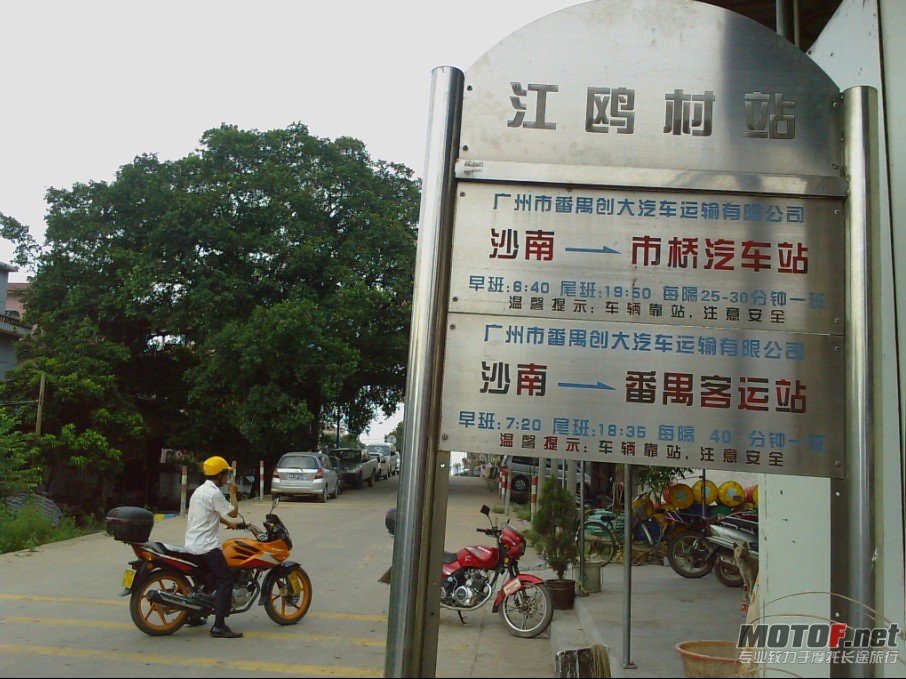 江鸥村站
广州市番禺创大汽车运输有限公司
沙南 → 市桥汽车站
早班:6:40 尾班:19:50 每隔25-30分钟一班
温馨提示:车辆靠站,注意安全
广州市番禺创大汽车运输有限公司
沙南 → 番禺客运站
早班:7:20 尾班:18:35 每隔 40 分钟一班
温馨提示:车辆靠站,注意安全
MOTOF.net
专业致力于摩托长途旅行